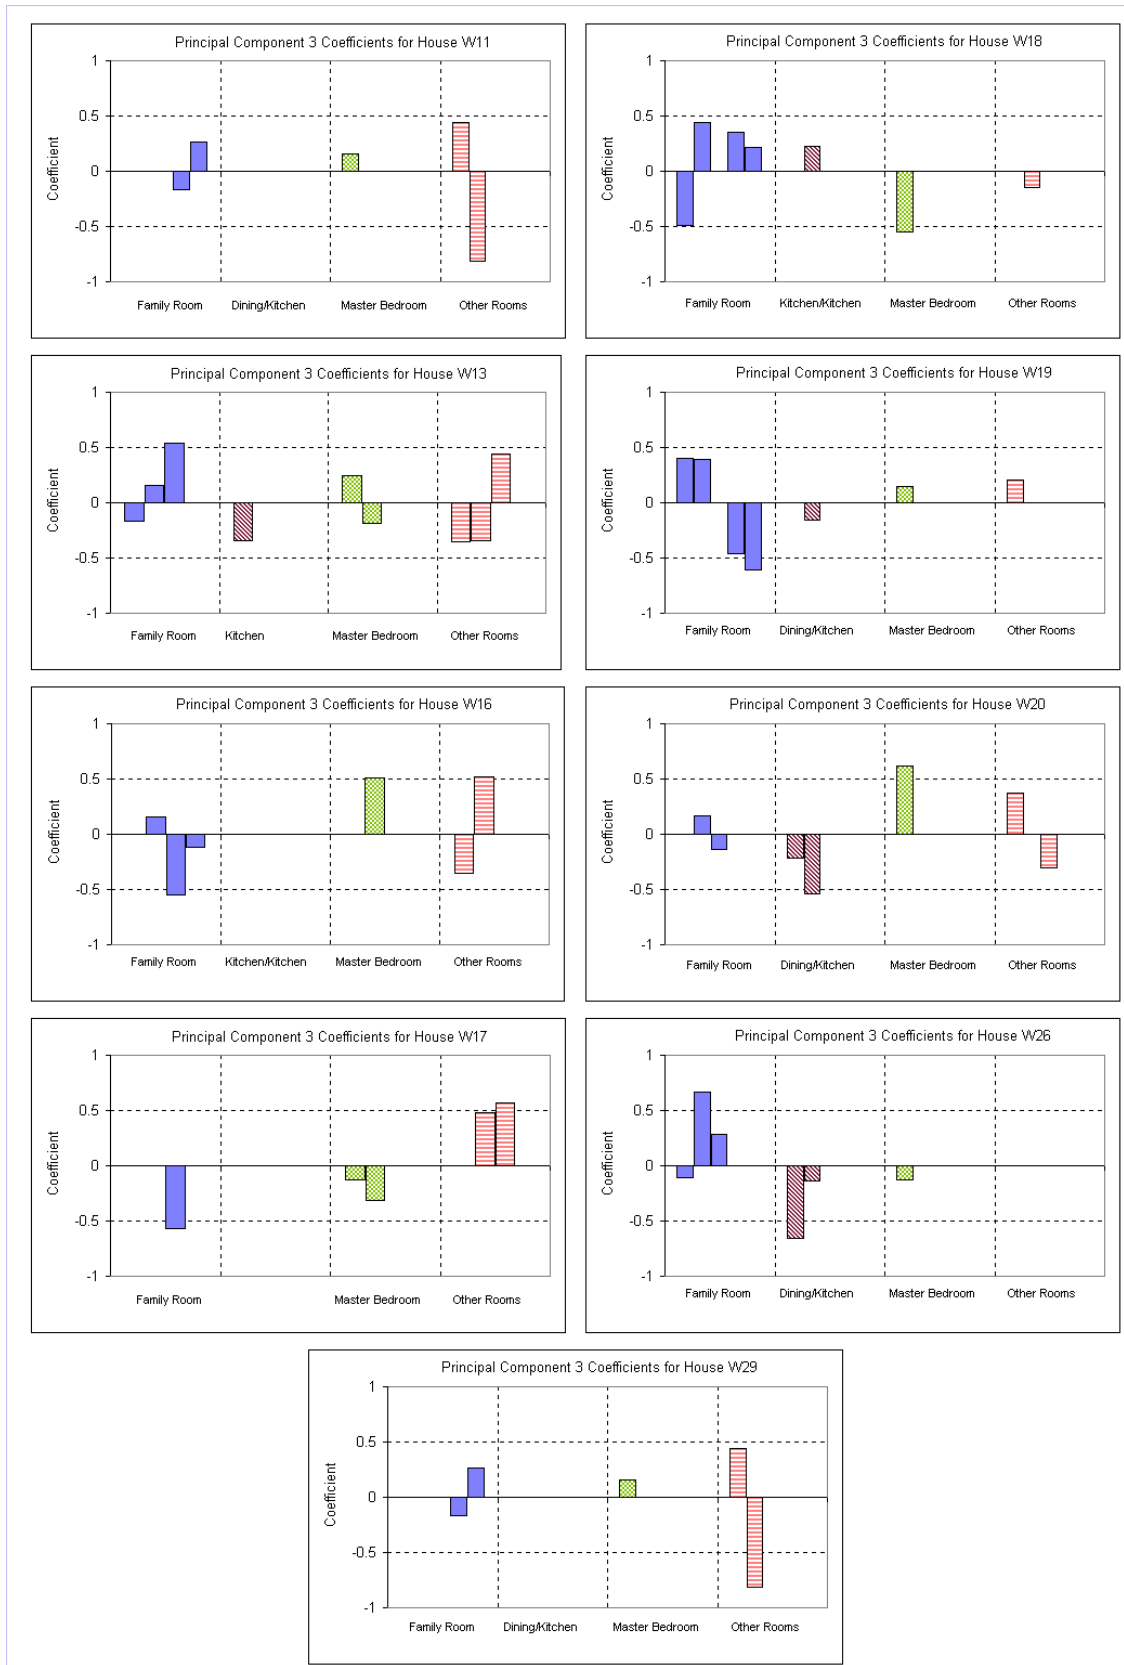 Principal Component 3 Coefficients for House W11
1
0.5
0
-0.5
-1
Coefficient
Family Room Dining/Kitchen Master Bedroom Other Rooms
Principal Component 3 Coefficients for House W18
1
0.5
0
-0.5
-1
Coefficient
Family Room Kitchen/Kitchen Master Bedroom Other Rooms
Principal Component 3 Coefficients for House W13
1
0.5
0
-0.5
-1
Coefficient
Family Room Kitchen Master Bedroom Other Rooms
Principal Component 3 Coefficients for House W19
1
0.5
0
-0.5
-1
Coefficient
Family Room Dining/Kitchen Master Bedroom Other Rooms
Principal Component 3 Coefficients for House W16
1
0.5
0
-0.5
-1
Coefficient
Family Room Kitchen/Kitchen Master Bedroom Other Rooms
Principal Component 3 Coefficients for House W20
1
0.5
0
-0.5
-1
Coefficient
Family Room Dining/Kitchen Master Bedroom Other Rooms
Principal Component 3 Coefficients for House W17
1
0.5
0
-0.5
-1
Coefficient
Family Room Master Bedroom Other Rooms
Principal Component 3 Coefficients for House W26
1
0.5
0
-0.5
-1
Coefficient
Family Room Dining/Kitchen Master Bedroom Other Rooms
Principal Component 3 Coefficients for House W29
1
0.5
0
-0.5
-1
Coefficient
Family Room Dining/Kitchen Master Bedroom Other Rooms